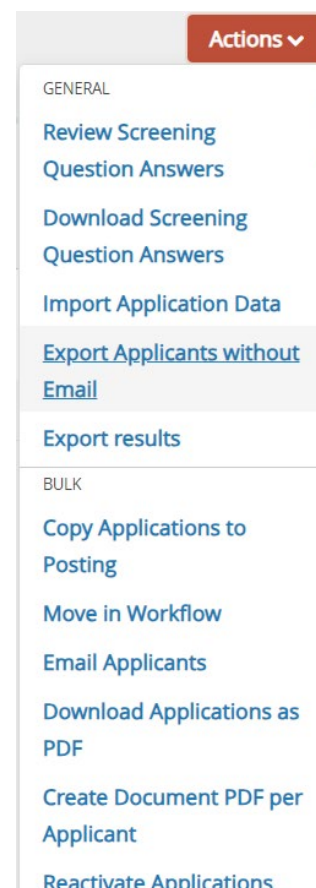 Actions
GENERAL
Review Screening
Question Answers
Download Screening
Question Answers
Import Application Data
Export Applicants without
Email
Export results
BULK
Copy Applications to
Posting
Move in Workflow
Email Applicants
Download Applications as
PDF
Create Document PDF per
Applicant
Reactivate Applications